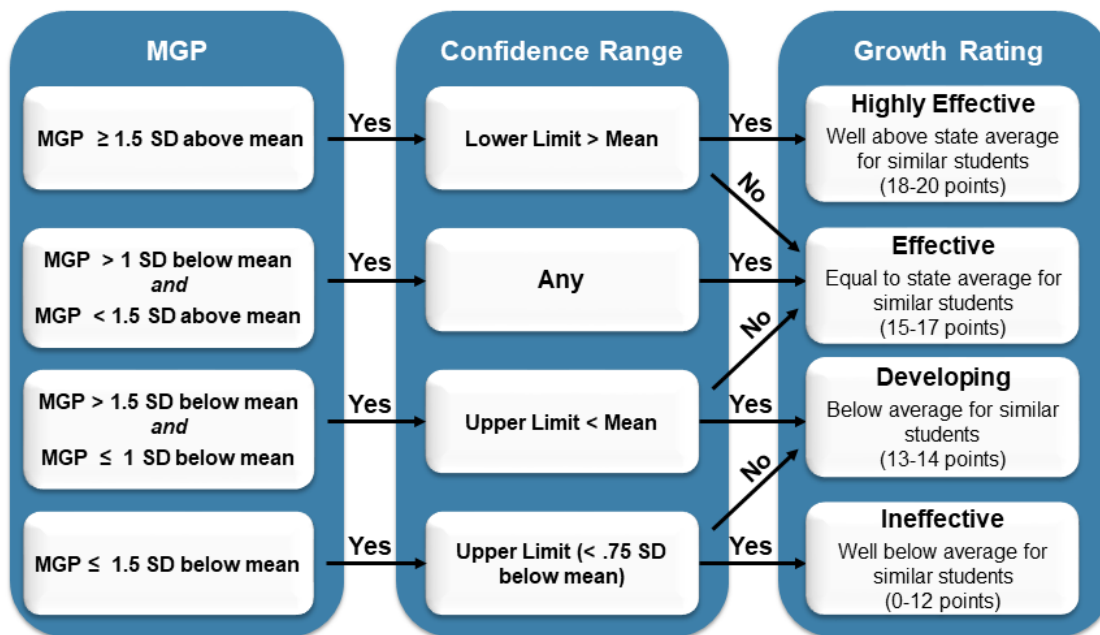 MGP
Confidence Range
Growth Rating
MGP ≥ 1.5 SD above mean
Yes
Lower Limit > Mean
Yes
No
Highly Effective
Well above state average
for similar students
(18-20 points)
MGP > 1 SD below mean
and
MGP < 1.5 SD above mean
Yes
Any
Yes
No
Effective
Equal to state average for
similar students
(15-17 points)
MGP > 1.5 SD below mean
and
MGP ≤ 1 SD below mean
Yes
Upper Limit < Mean
Yes
No
Developing
Below average for similar
students
(13-14 points)
MGP ≤ 1.5 SD below mean
Yes
Upper Limit (< .75 SD
below mean)
Yes
Ineffective
Well below average for
similar students
(0-12 points)